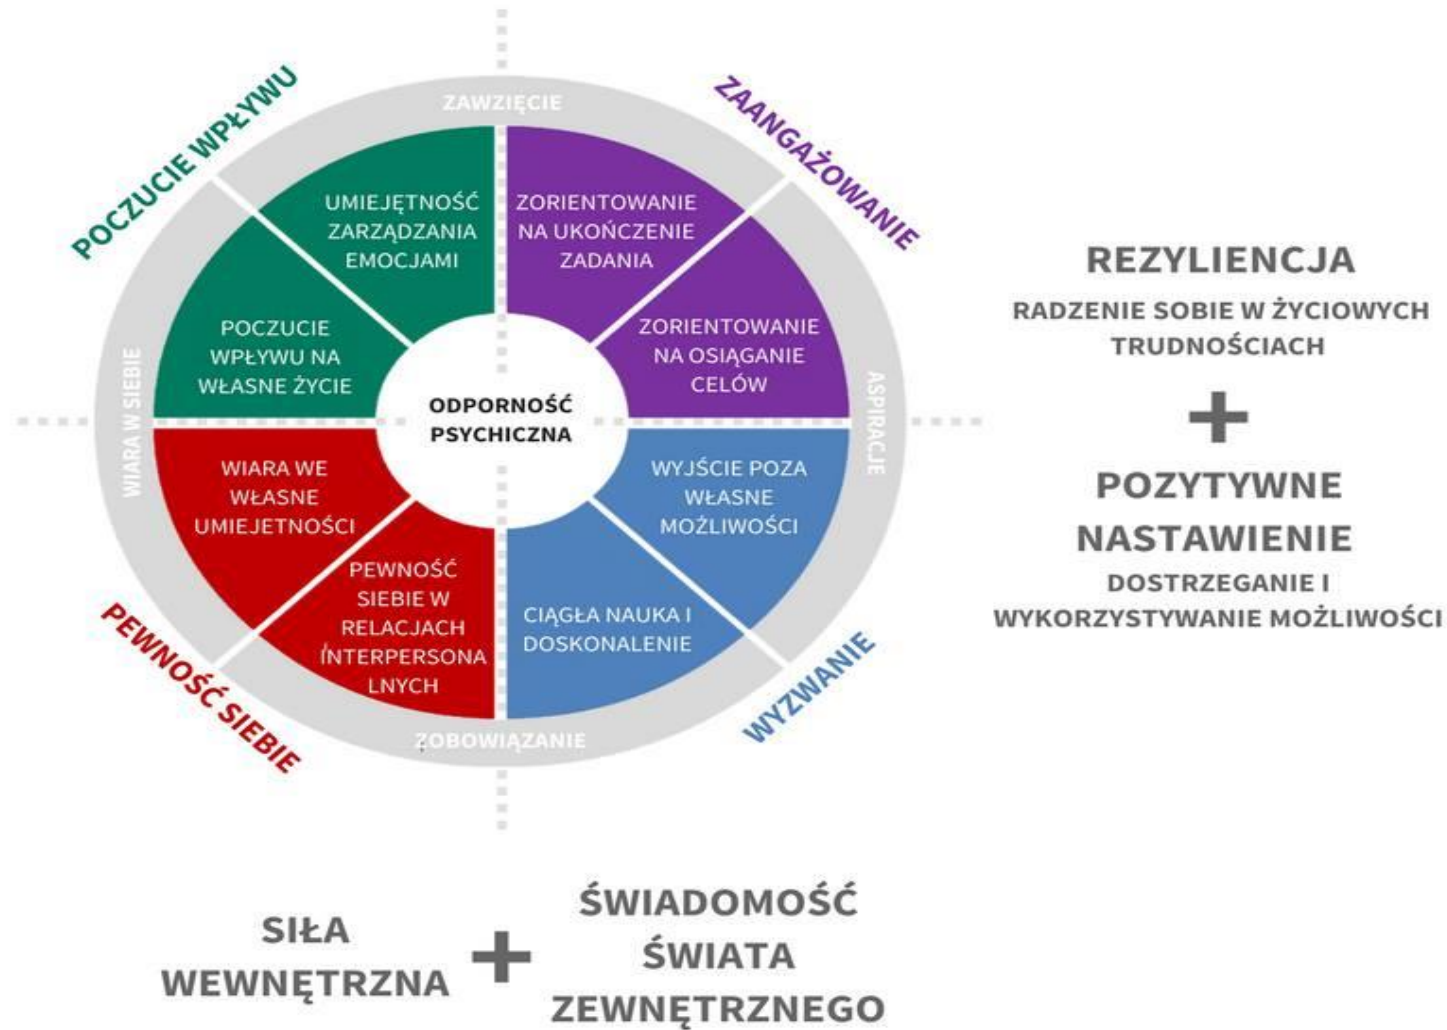 POCZUCIE WPŁYWU
ZAWZIĘCIE
ZAANGAŻOWANIE
UMIEJĘTNOŚĆ
ZARZĄDZANIA
EMOCJAMI
ZORIENTOWANIE
NA UKOŃCZENIE
ZADANIA
POCZUCIE
WPŁYWU NA
WŁASNE ŻYCIE
ZORIENTOWANIE
NA OSIĄGANIE
CELÓW
WIARA W SIEBIE
ODPORNOŚĆ
PSYCHICZNA
ASPIRACJE
WIARA WE
WŁASNE
UMIEJETNOŚCI
WYJŚCIE POZA
WŁASNE
MOŻLIWOŚCI
PEWNOŚĆ
SIEBIE W
RELACJACH
INTERPERSONA
LNYCH
CIĄGŁA NAUKA I
DOSKONALENIE
PEWNOŚĆ SIEBIE
ZOBOWIĄZANIE
WYZWANIE
REZYLIENCJA
RADZENIE SOBIE W ŻYCIOWYCH
TRUDNOŚCIACH
+
POZYTYWNE
NASTAWIENIE
DOSTRZEGANIE I
WYKORZYSTYWANIE MOŻLIWOŚCI
SIŁA
WEWNĘTRZNA
+
ŚWIADOMOŚĆ
ŚWIATA
ZEWNĘTRZNEGO